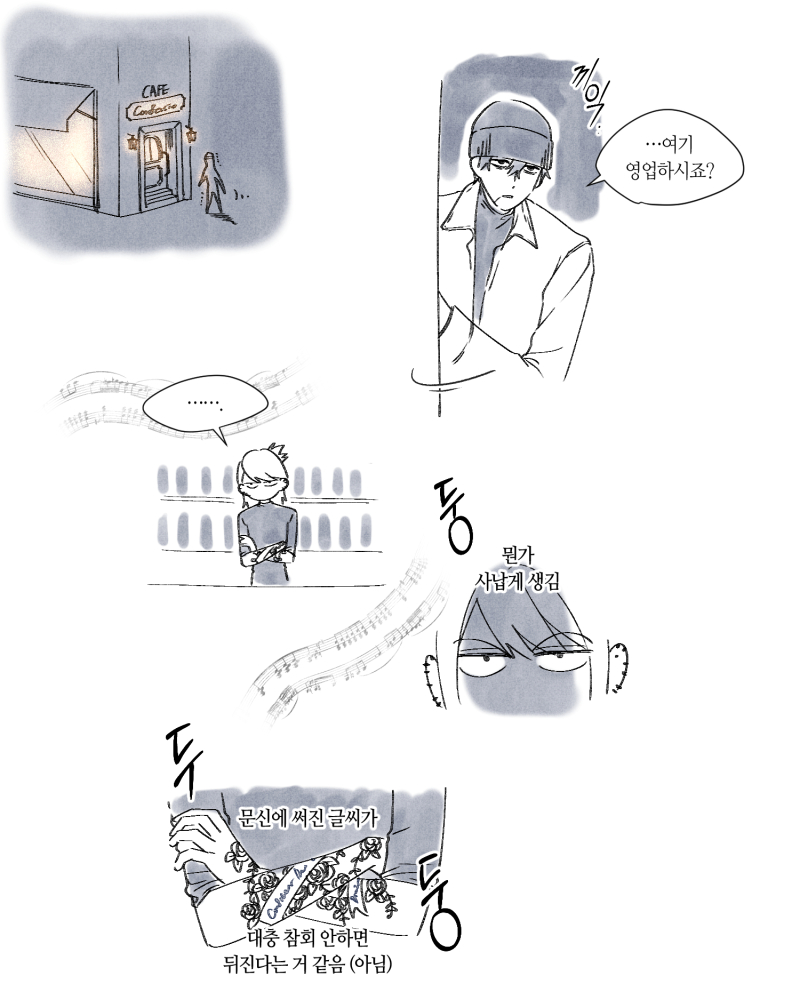 CAFE
Confession
끼익
…여기
영업하시죠?
…….
둥
뭔가
사납게 생김
두
문신에 써진 글씨가
둥
대충 참회 안하면
뒤진다는 거 같음 (아님)